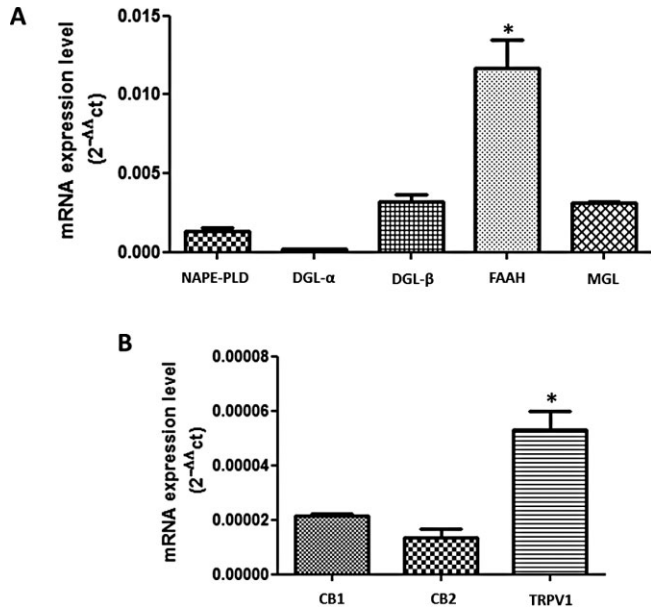 A
mRNA expression level
(2⁻ΔΔct)
0.015
0.010
0.005
0.000
*
NAPE-PLD DGL-α DGL-β FAAH MGL
B
mRNA expression level
(2⁻ΔΔct)
0.00008
0.00006
0.00004
0.00002
0.00000
*
CB1 CB2 TRPV1